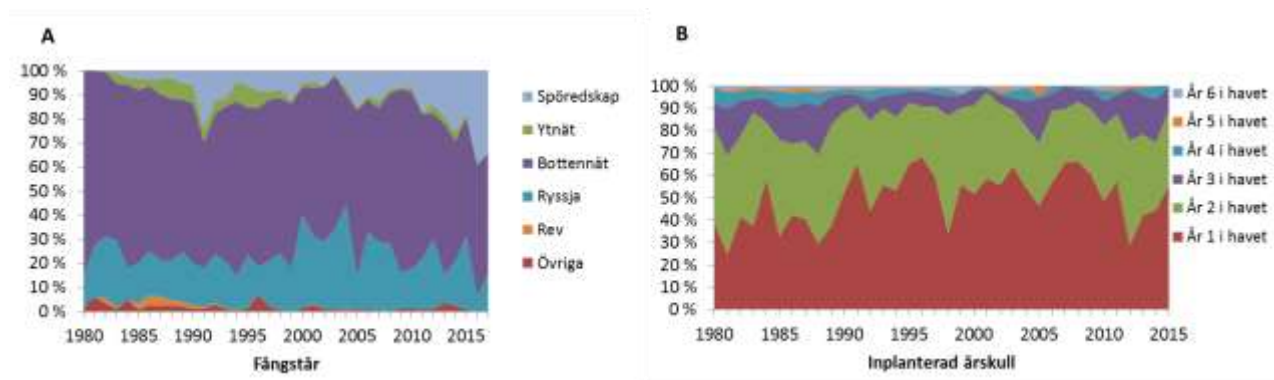 A
100 %
90 %
80 %
70 %
60 %
50 %
40 %
30 %
20 %
10 %
0 %
1980 1985 1990 1995 2000 2005 2010 2015
Fångstår
Spöredskap
Ytnät
Bottennät
Ryssja
Rev
Övriga
B
100 %
90 %
80 %
70 %
60 %
50 %
40 %
30 %
20 %
10 %
0 %
1980 1985 1990 1995 2000 2005 2010 2015
Inplanterad årskull
År 6 i havet
År 5 i havet
År 4 i havet
År 3 i havet
År 2 i havet
År 1 i havet